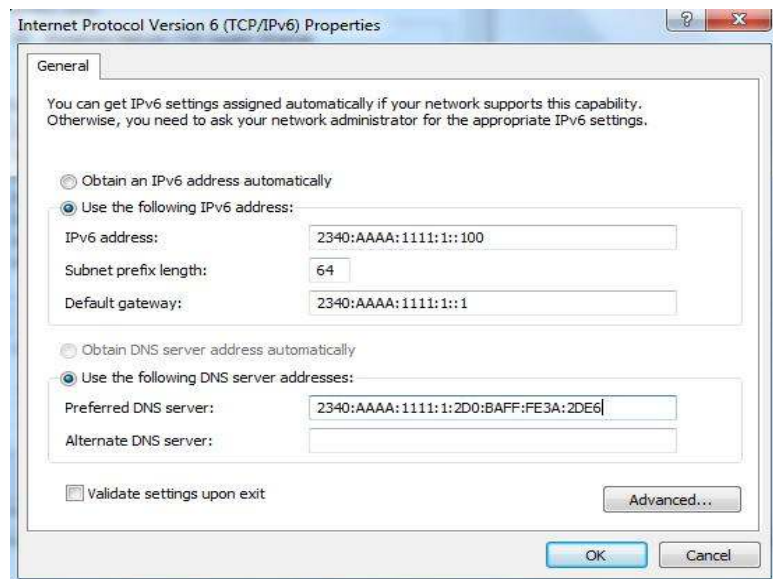 Internet Protocol Version 6 (TCP/IPv6) Properties
?
X
General
You can get IPv6 settings assigned automatically if your network supports this capability.
Otherwise, you need to ask your network administrator for the appropriate IPv6 settings.
Obtain an IPv6 address automatically
Use the following IPv6 address:
IPv6 address: 2340:AAAA:1111:1::100
Subnet prefix length: 64
Default gateway: 2340:AAAA:1111:1::1
Obtain DNS server address automatically
Use the following DNS server addresses:
Preferred DNS server: 2340:AAAA:1111:1:2D0:BAFF:FE3A:2DE6
Alternate DNS server:
Validate settings upon exit
Advanced...
OK Cancel